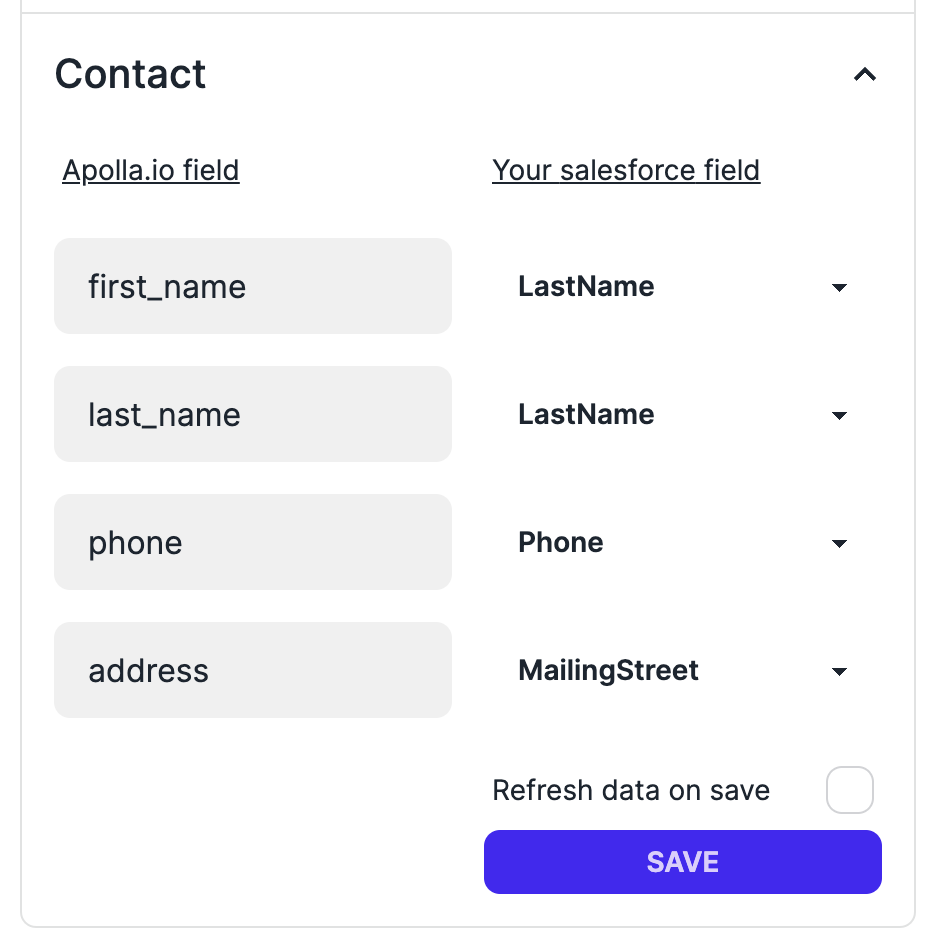 Contact
Apolla.io field
Your salesforce field
first_name
LastName
last_name
LastName
phone
Phone
address
MailingStreet
Refresh data on save
SAVE